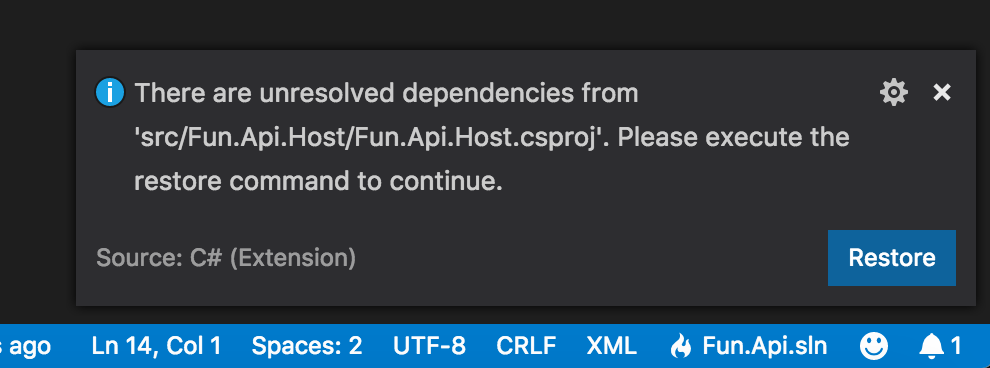 There are unresolved dependencies from
'src/Fun.Api.Host/Fun.Api.Host.csproj'. Please execute the
restore command to continue.
Source: C# (Extension)
Restore
ago Ln 14, Col 1 Spaces: 2 UTF-8 CRLF XML Fun.Api.sln 1